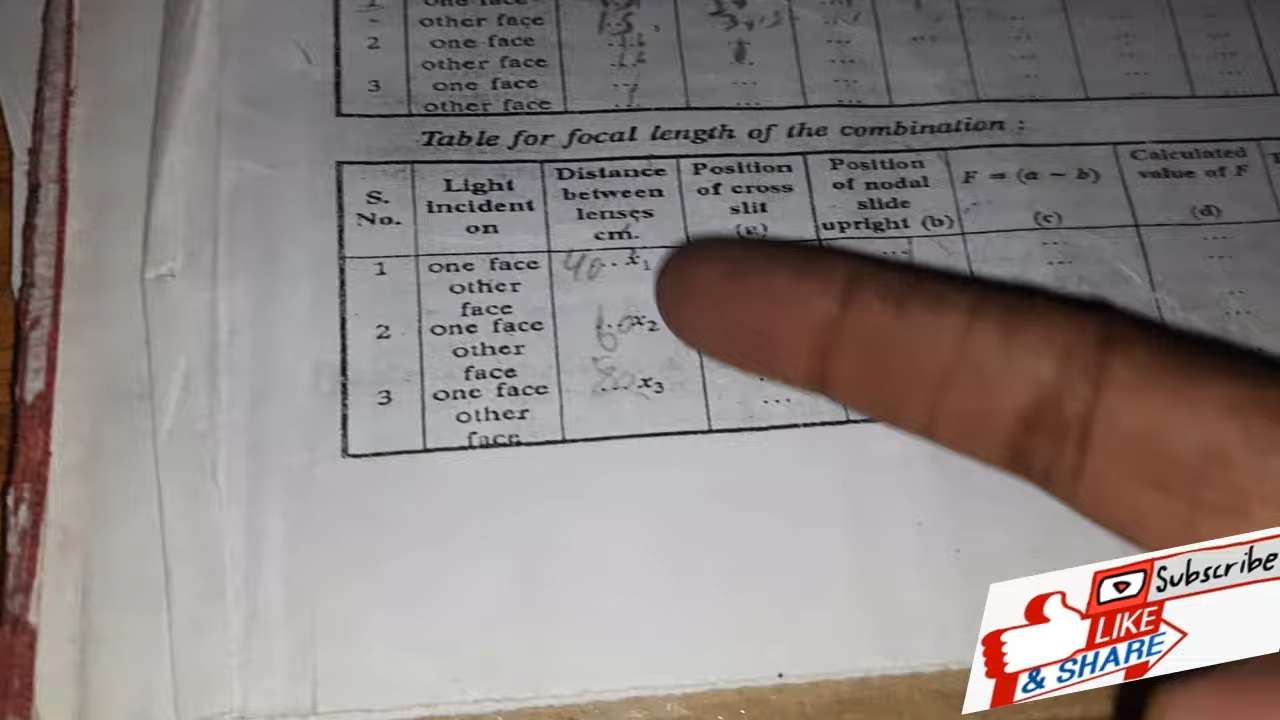 other face 1.5
2 one face ...
other face ...
3 one face ... ... ...
other face ... ... ...
Table for focal length of the combination :
S. No. Light incident on Distance between lenses cm. Position of cross slit Position of nodal slide upright (b) F = (a ~ b) (c) Calculated value of F (d)
1 one face 40 .. x1 ... ... ...
other face
2 one face x2
other face
3 one face ... x3
other face ...
Subscribe
LIKE
& SHARE